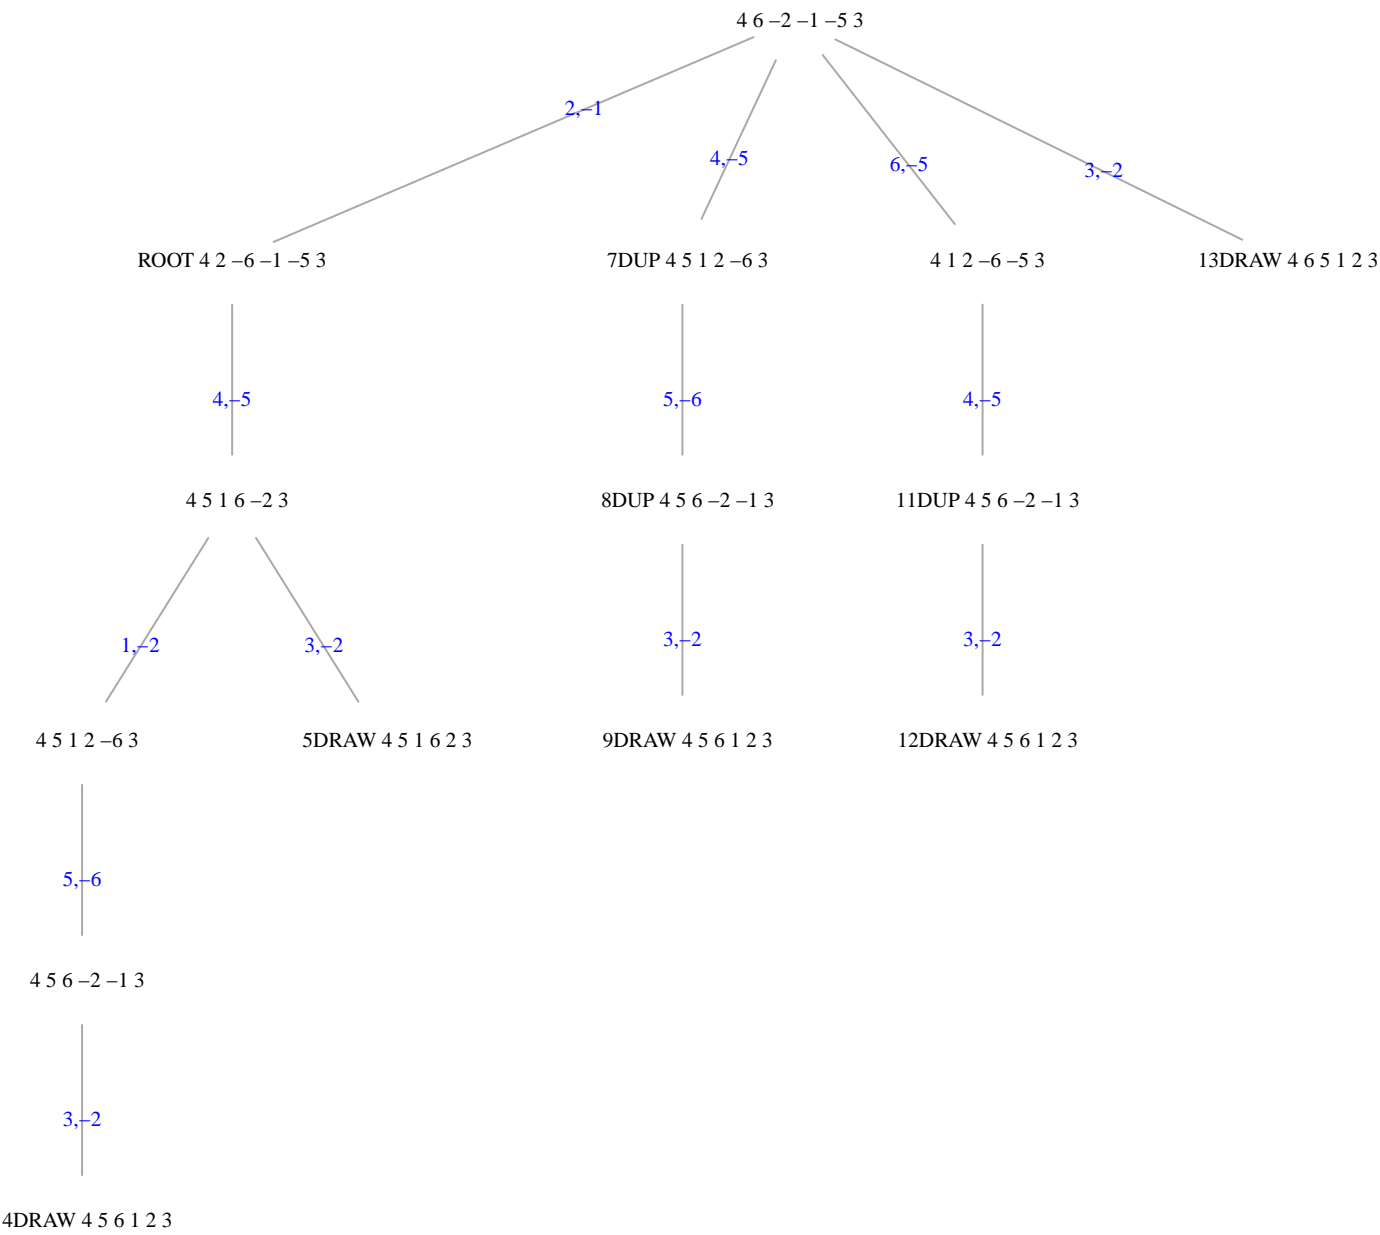 4 6 –2 –1 –5 3
2,–1
4,–5
6,–5
3,–2
ROOT 4 2 –6 –1 –5 3
7DUP 4 5 1 2 –6 3
4 1 2 –6 –5 3
13DRAW 4 6 5 1 2 3
4,–5
5,–6
4,–5
4 5 1 6 –2 3
8DUP 4 5 6 –2 –1 3
11DUP 4 5 6 –2 –1 3
1,–2
3,–2
3,–2
3,–2
4 5 1 2 –6 3
5DRAW 4 5 1 6 2 3
9DRAW 4 5 6 1 2 3
12DRAW 4 5 6 1 2 3
5,–6
4 5 6 –2 –1 3
3,–2
4DRAW 4 5 6 1 2 3